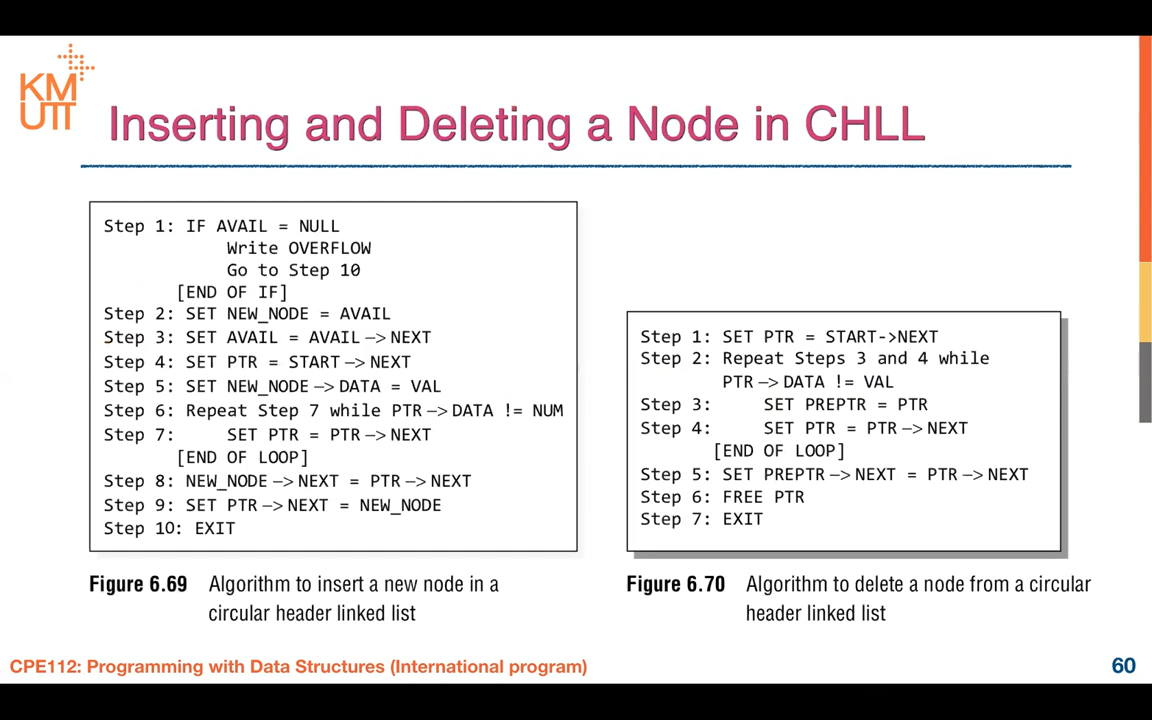 KM
UTT
Inserting and Deleting a Node in CHLL
Step 1: IF AVAIL = NULL
Write OVERFLOW
Go to Step 10
[END OF IF]
Step 2: SET NEW_NODE = AVAIL
Step 3: SET AVAIL = AVAIL -> NEXT
Step 4: SET PTR = START -> NEXT
Step 5: SET NEW_NODE -> DATA = VAL
Step 6: Repeat Step 7 while PTR -> DATA != NUM
Step 7: SET PTR = PTR -> NEXT
[END OF LOOP]
Step 8: NEW_NODE -> NEXT = PTR -> NEXT
Step 9: SET PTR -> NEXT = NEW_NODE
Step 10: EXIT
Figure 6.69 Algorithm to insert a new node in a
circular header linked list
Step 1: SET PTR = START->NEXT
Step 2: Repeat Steps 3 and 4 while
PTR -> DATA != VAL
Step 3: SET PREPTR = PTR
Step 4: SET PTR = PTR -> NEXT
[END OF LOOP]
Step 5: SET PREPTR -> NEXT = PTR -> NEXT
Step 6: FREE PTR
Step 7: EXIT
Figure 6.70 Algorithm to delete a node from a circular
header linked list
CPE112: Programming with Data Structures (International program)
60